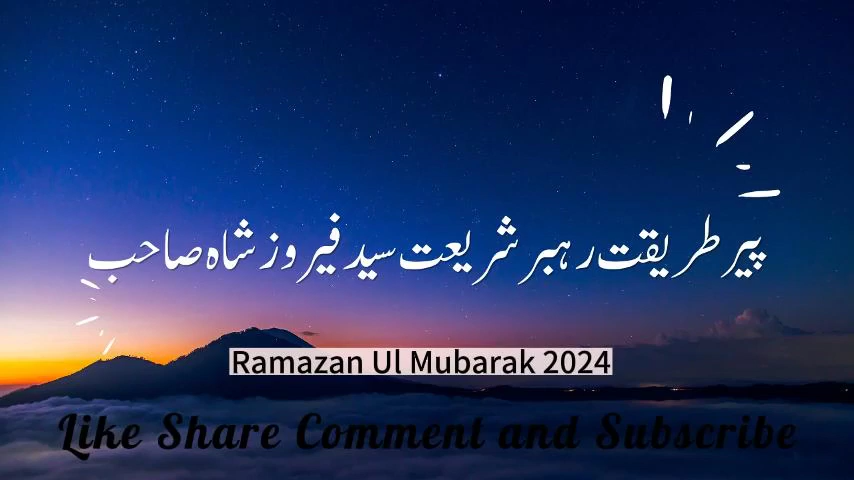 پیر طریقت رہبر شریعت سید فیروز شاہ صاحب
Ramazan Ul Mubarak 2024
Like Share Comment and Subscribe